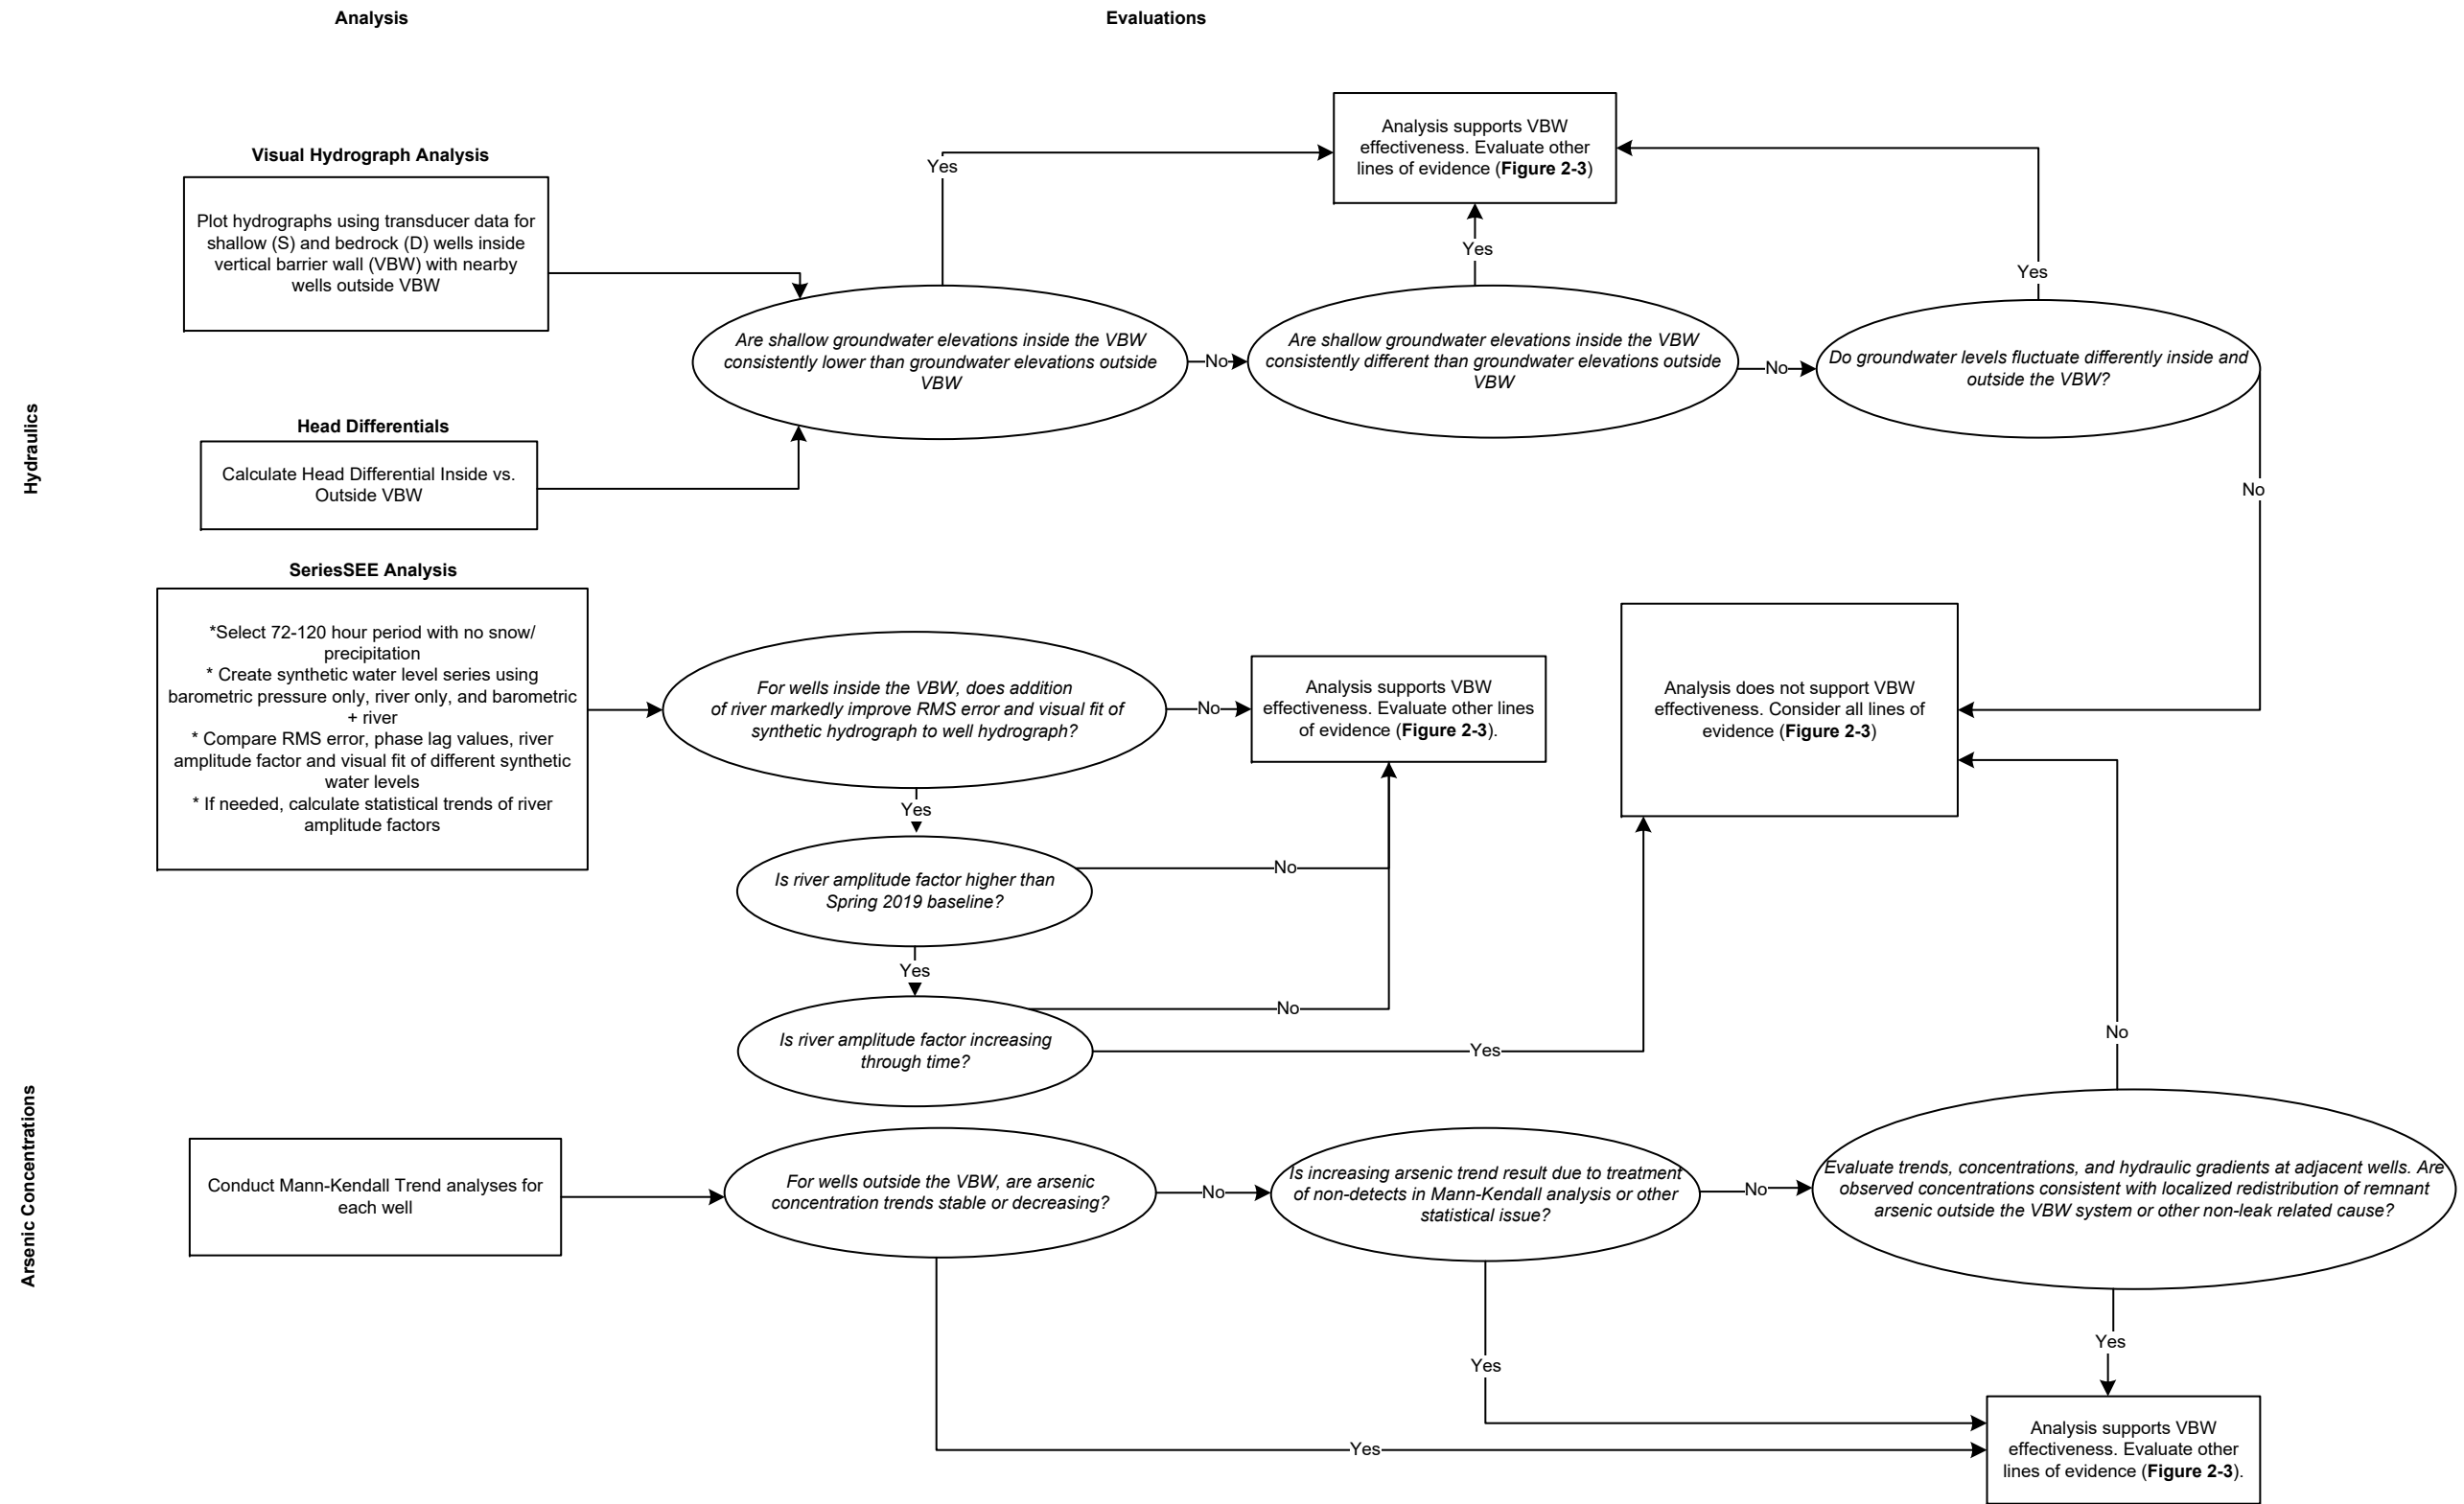 Analysis
Evaluations
Hydraulics
Visual Hydrograph Analysis
Plot hydrographs using transducer data for
shallow (S) and bedrock (D) wells inside
vertical barrier wall (VBW) with nearby
wells outside VBW
Head Differentials
Calculate Head Differential Inside vs.
Outside VBW
Are shallow groundwater elevations inside the VBW
consistently lower than groundwater elevations outside
VBW
Yes
No
Are shallow groundwater elevations inside the VBW
consistently different than groundwater elevations outside
VBW
Yes
No
Do groundwater levels fluctuate differently inside and
outside the VBW?
Yes
No
Analysis supports VBW
effectiveness. Evaluate other
lines of evidence (Figure 2-3)
SeriesSEE Analysis
*Select 72-120 hour period with no snow/
precipitation
* Create synthetic water level series using
barometric pressure only, river only, and barometric
+ river
* Compare RMS error, phase lag values, river
amplitude factor and visual fit of different synthetic
water levels
* If needed, calculate statistical trends of river
amplitude factors
For wells inside the VBW, does addition
of river markedly improve RMS error and visual fit of
synthetic hydrograph to well hydrograph?
No
Yes
Analysis supports VBW
effectiveness. Evaluate other lines
of evidence (Figure 2-3).
Is river amplitude factor higher than
Spring 2019 baseline?
No
Yes
Is river amplitude factor increasing
through time?
No
Yes
Analysis does not support VBW
effectiveness. Consider all lines of
evidence (Figure 2-3)
Arsenic Concentrations
Conduct Mann-Kendall Trend analyses for
each well
For wells outside the VBW, are arsenic
concentration trends stable or decreasing?
No
Yes
Is increasing arsenic trend result due to treatment
of non-detects in Mann-Kendall analysis or other
statistical issue?
No
Yes
Evaluate trends, concentrations, and hydraulic gradients at adjacent wells. Are
observed concentrations consistent with localized redistribution of remnant
arsenic outside the VBW system or other non-leak related cause?
No
Yes
Analysis supports VBW
effectiveness. Evaluate other
lines of evidence (Figure 2-3).